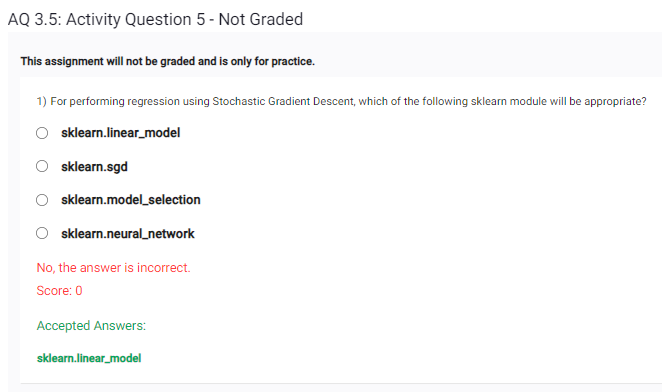 AQ 3.5: Activity Question 5 - Not Graded
This assignment will not be graded and is only for practice.
1) For performing regression using Stochastic Gradient Descent, which of the following sklearn module will be appropriate?
sklearn.linear_model
sklearn.sgd
sklearn.model_selection
sklearn.neural_network
No, the answer is incorrect.
Score: 0
Accepted Answers:
sklearn.linear_model